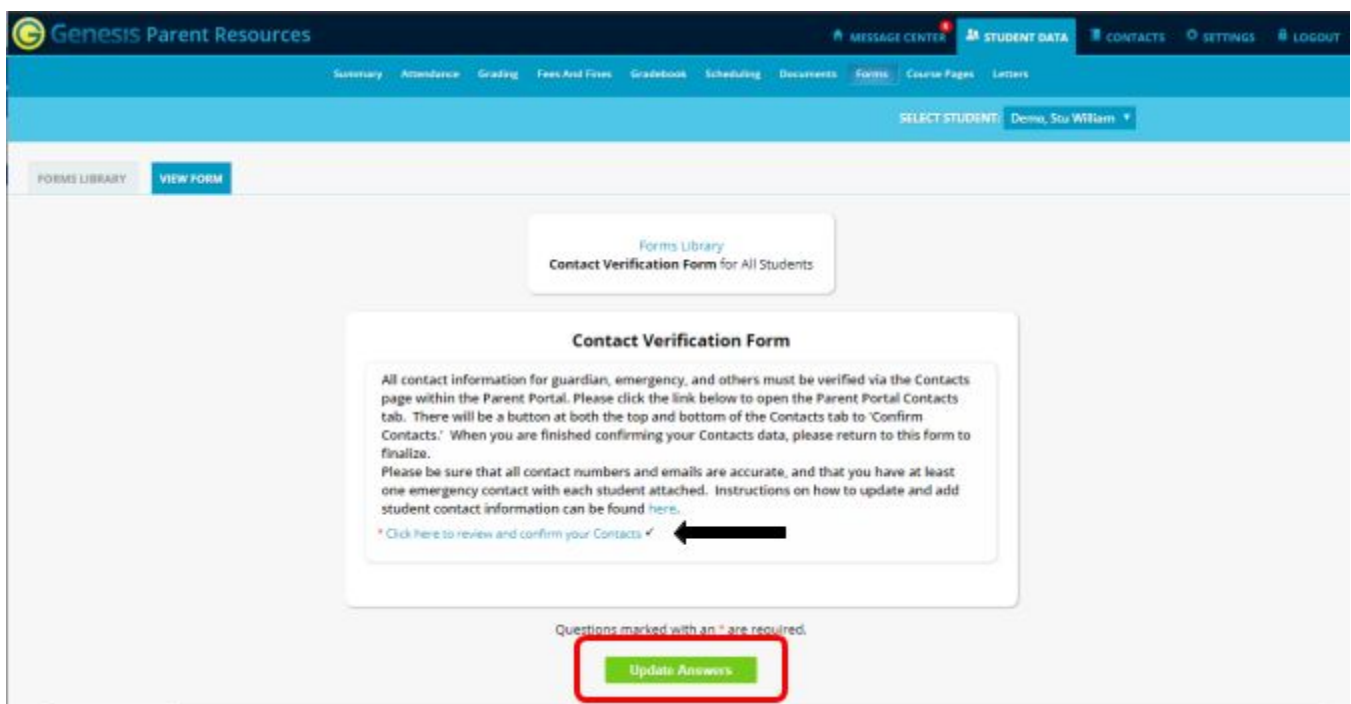 Genesis Parent Resources
MESSAGE CENTER STUDENT DATA CONTACTS SETTINGS LOGOUT
Summary Attendance Grading Fees And Fines Gradebook Scheduling Documents Forms Course Pages Letters
SELECT STUDENT: Demo, Stu William
FORMS LIBRARY VIEW FORM
Forms Library
Contact Verification Form for All Students
Contact Verification Form
All contact information for guardian, emergency, and others must be verified via the Contacts
page within the Parent Portal. Please click the link below to open the Parent Portal Contacts
tab. There will be a button at both the top and bottom of the Contacts tab to 'Confirm
Contacts.' When you are finished confirming your Contacts data, please return to this form to
finalize.
Please be sure that all contact numbers and emails are accurate, and that you have at least
one emergency contact with each student attached. Instructions on how to update and add
student contact information can be found here.
* Click here to review and confirm your Contacts ✓
Questions marked with an * are required.
Update Answers